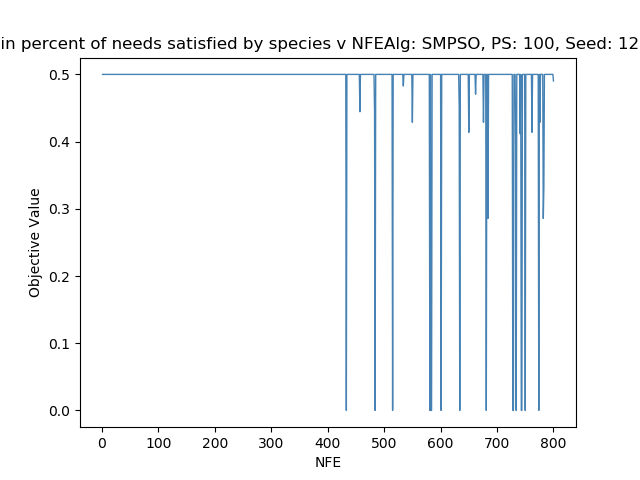 in percent of needs satisfied by species v NFEAlg: SMPSO, PS: 100, Seed: 12
0.5
0.4
0.3
0.2
0.1
0.0
Objective Value
0 100 200 300 400 500 600 700 800
NFE